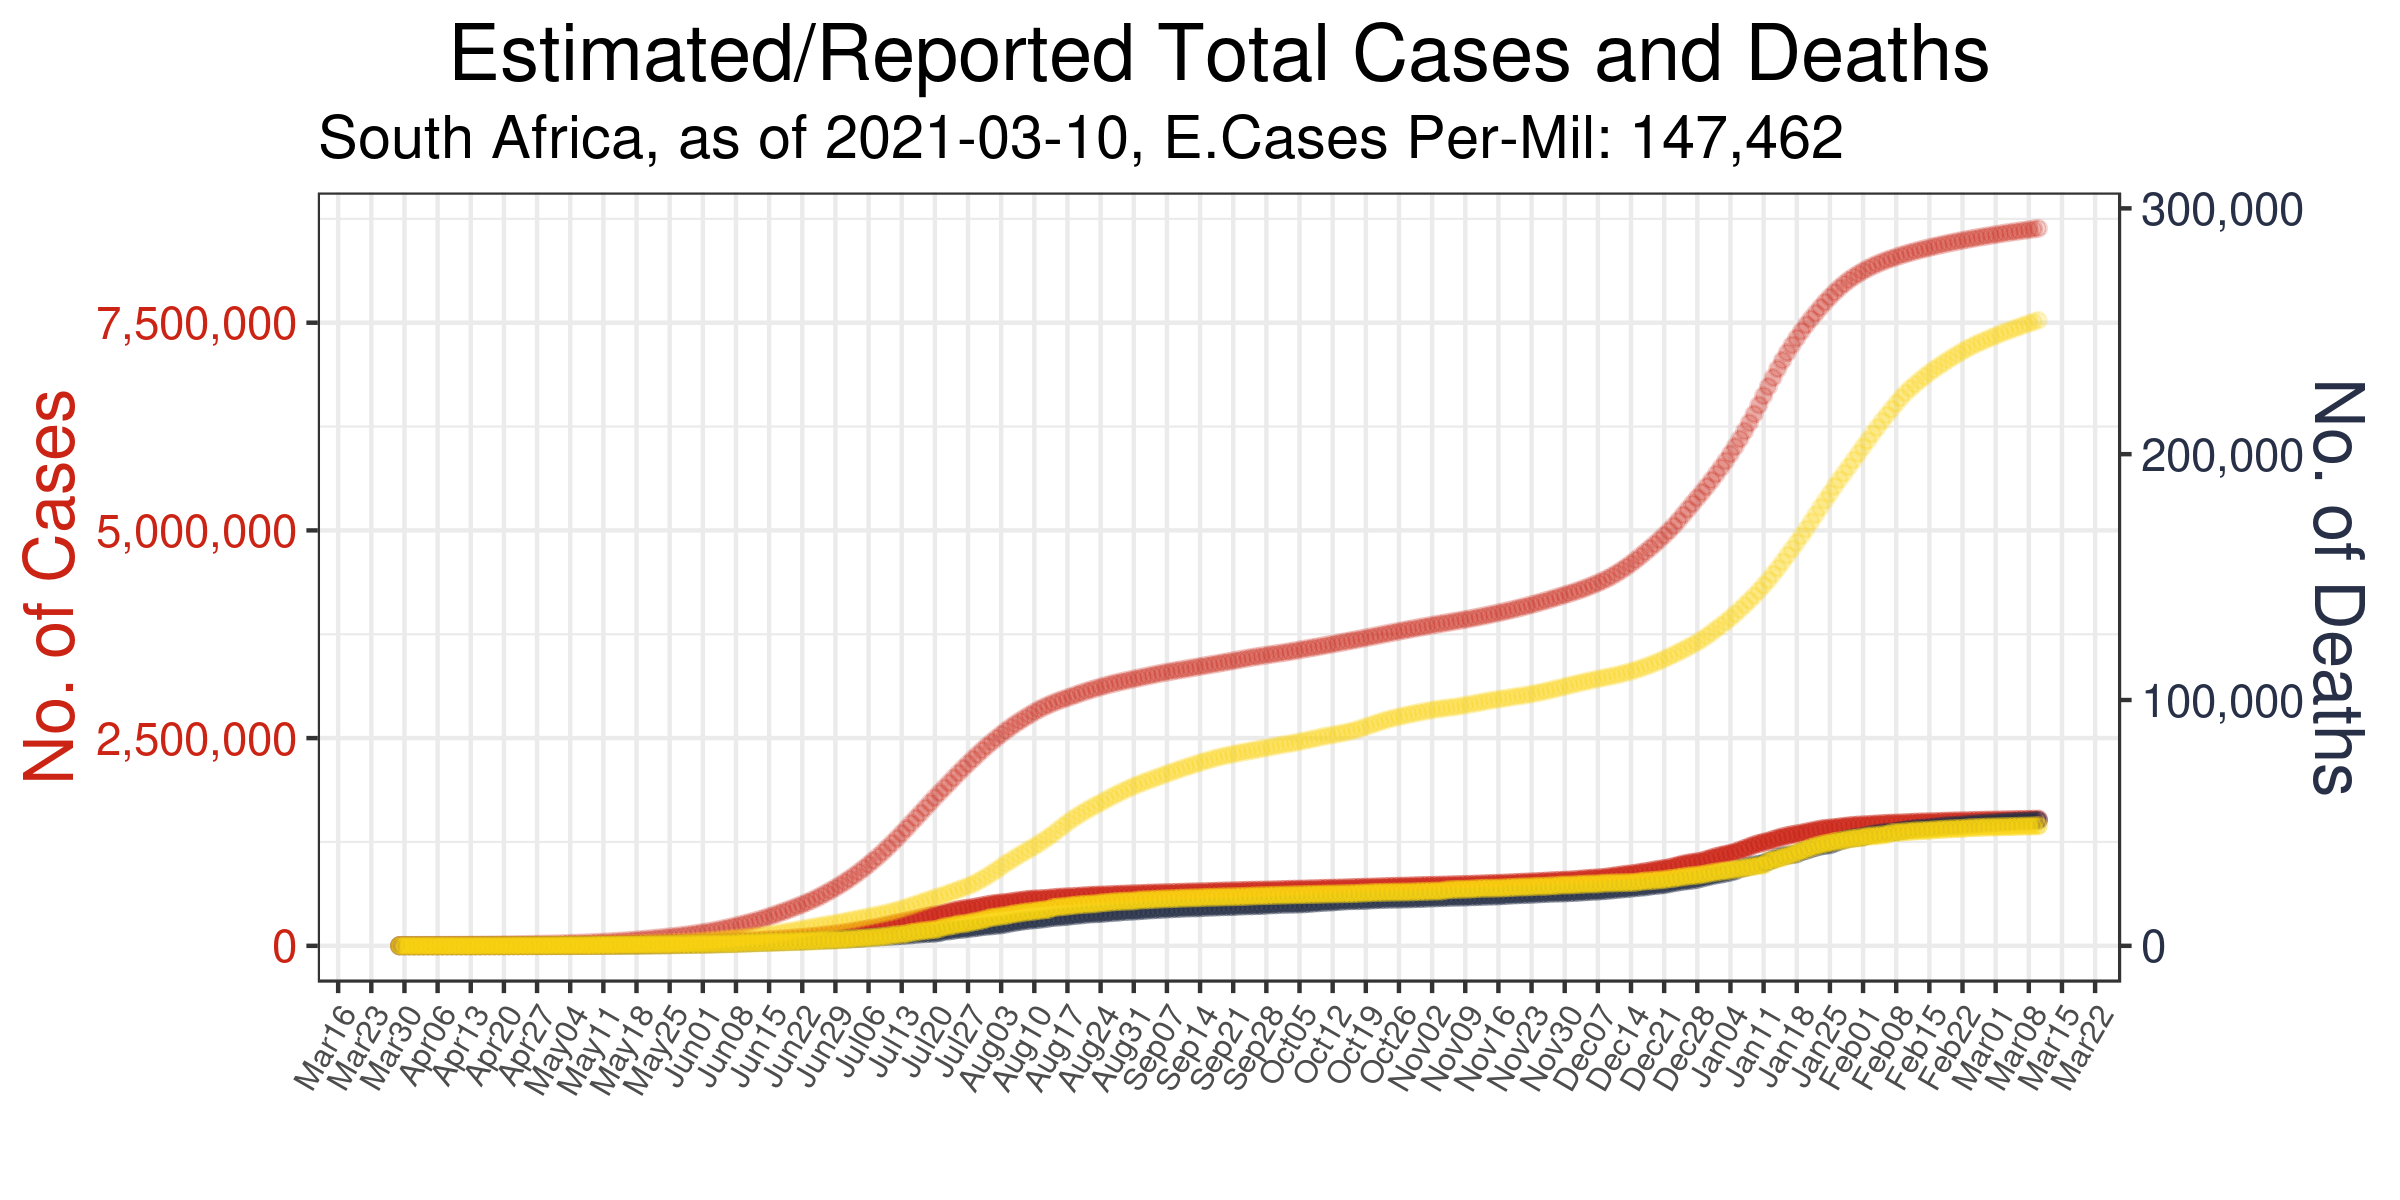 Estimated/Reported Total Cases and Deaths
South Africa, as of 2021-03-10, E.Cases Per-Mil: 147,462
No. of Cases
7,500,000
5,000,000
2,500,000
0
300,000
200,000
100,000
0
No. of Deaths
Mar16
Mar23
Mar30
Apr06
Apr13
Apr20
Apr27
May04
May11
May18
May25
Jun01
Jun08
Jun15
Jun22
Jun29
Jul06
Jul13
Jul20
Jul27
Aug03
Aug10
Aug17
Aug24
Aug31
Sep07
Sep14
Sep21
Sep28
Oct05
Oct12
Oct19
Oct26
Nov02
Nov09
Nov16
Nov23
Nov30
Dec07
Dec14
Dec21
Dec28
Jan04
Jan11
Jan18
Jan25
Feb01
Feb08
Feb15
Feb22
Mar01
Mar08
Mar15
Mar22